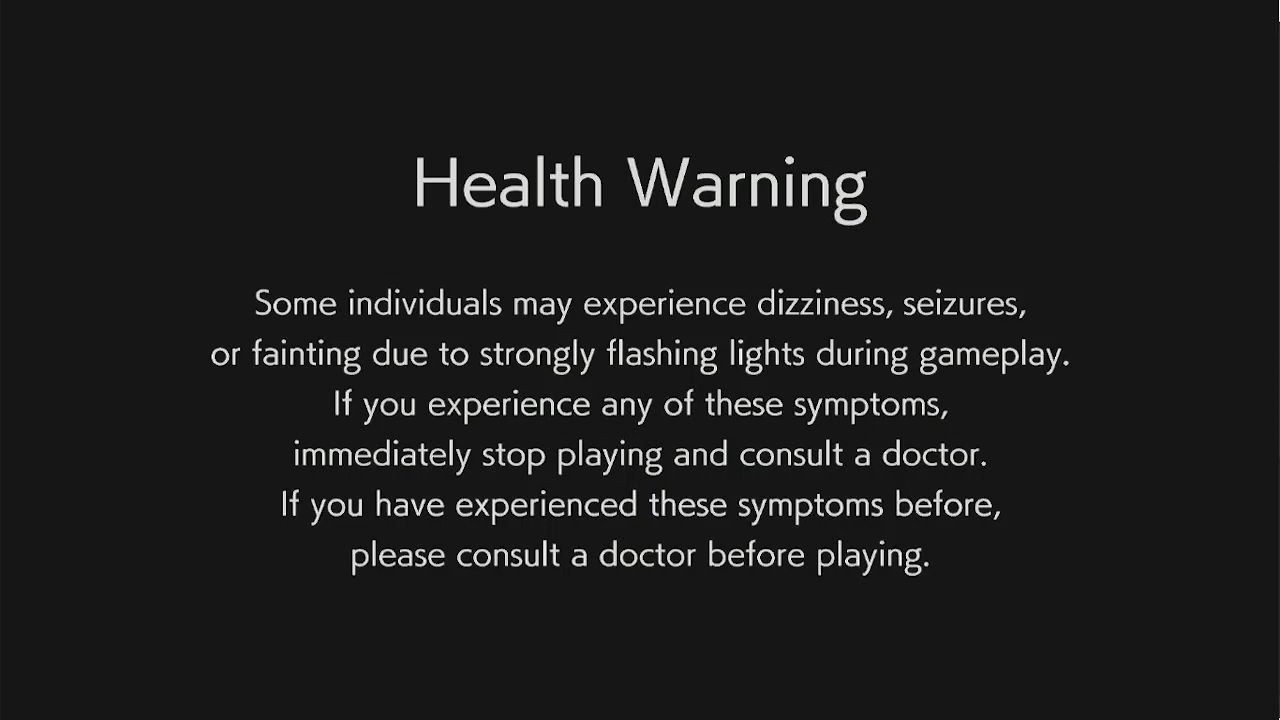 Health Warning
Some individuals may experience dizziness, seizures,
or fainting due to strongly flashing lights during gameplay.
If you experience any of these symptoms,
immediately stop playing and consult a doctor.
If you have experienced these symptoms before,
please consult a doctor before playing.